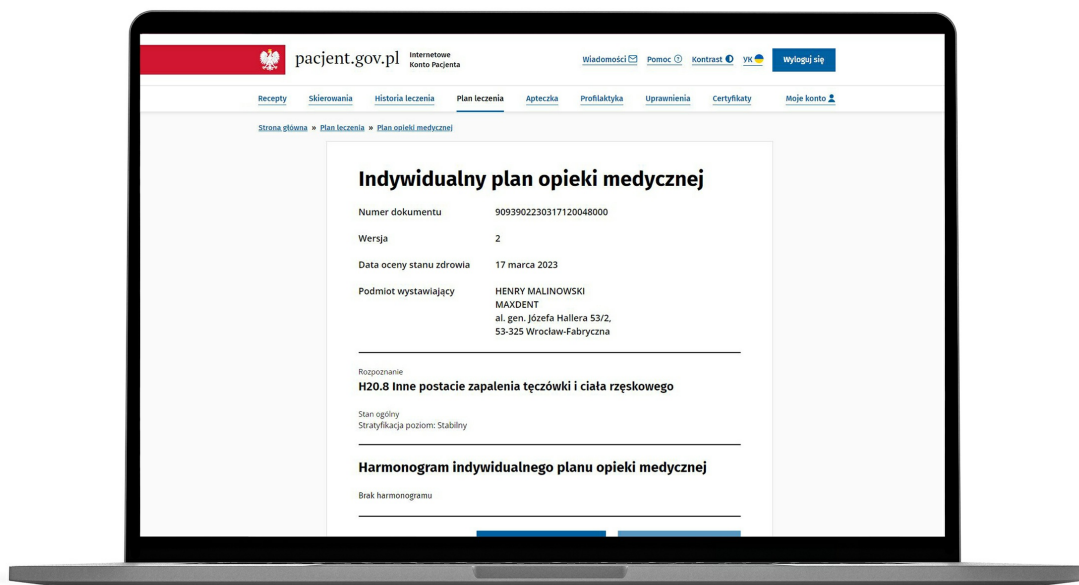 pacjent.gov.pl
Internetowe
Konto Pacjenta
Wiadomości
Pomoc
Kontrast
УК
Wyloguj się
Recepty
Skierowania
Historia leczenia
Plan leczenia
Apteczka
Profilaktyka
Uprawnienia
Certyfikaty
Moje konto
Strona główna » Plan leczenia » Plan opieki medycznej
Indywidualny plan opieki medycznej
Numer dokumentu 9093902230317120048000
Wersja 2
Data oceny stanu zdrowia 17 marca 2023
Podmiot wystawiający HENRY MALINOWSKI
MAXDENT
al. gen. Józefa Hallera 53/2,
53-325 Wrocław-Fabryczna
Rozpoznanie
H20.8 Inne postacie zapalenia tęczówki i ciała rzęskowego
Stan ogólny
Stratyfikacja poziom: Stabilny
Harmonogram indywidualnego planu opieki medycznej
Brak harmonogramu